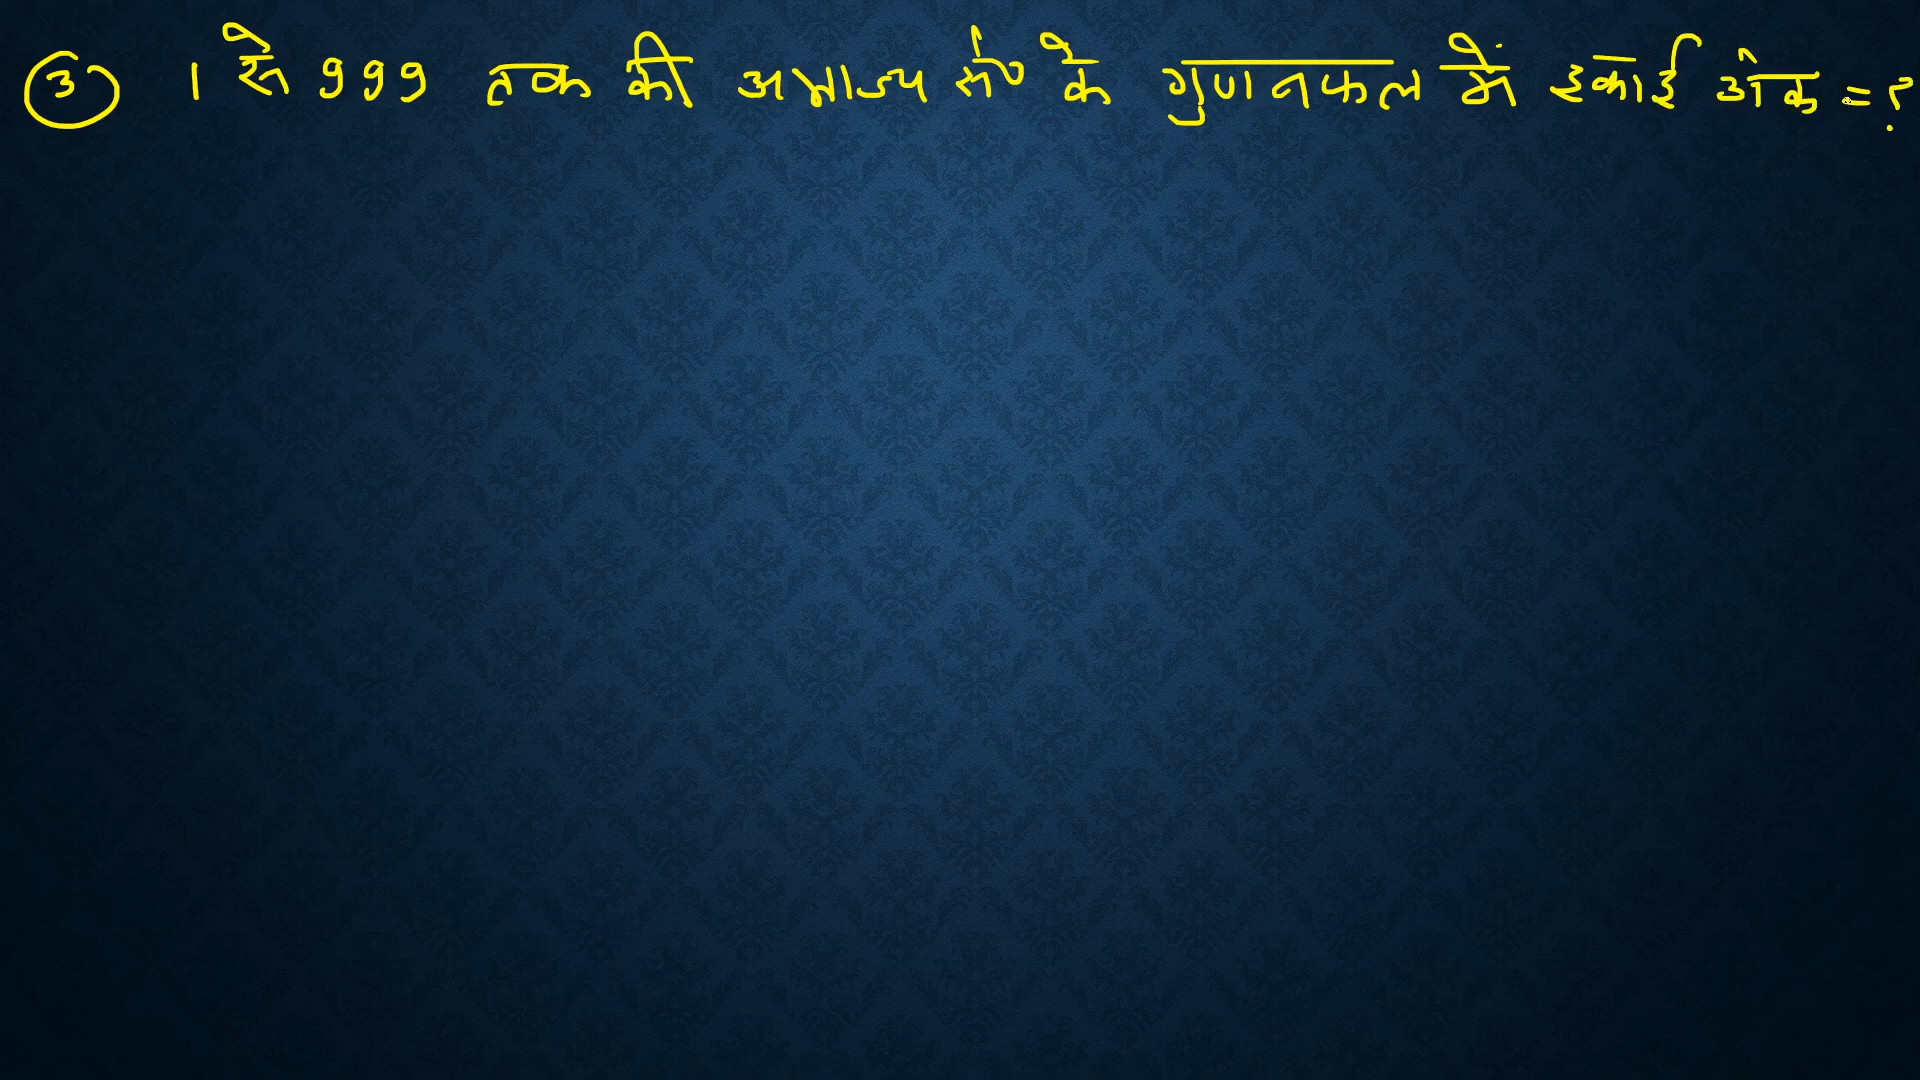 ③ 1 से 999 तक की अभाज्य सं० के गुणनफल में इकाई अंक = ?